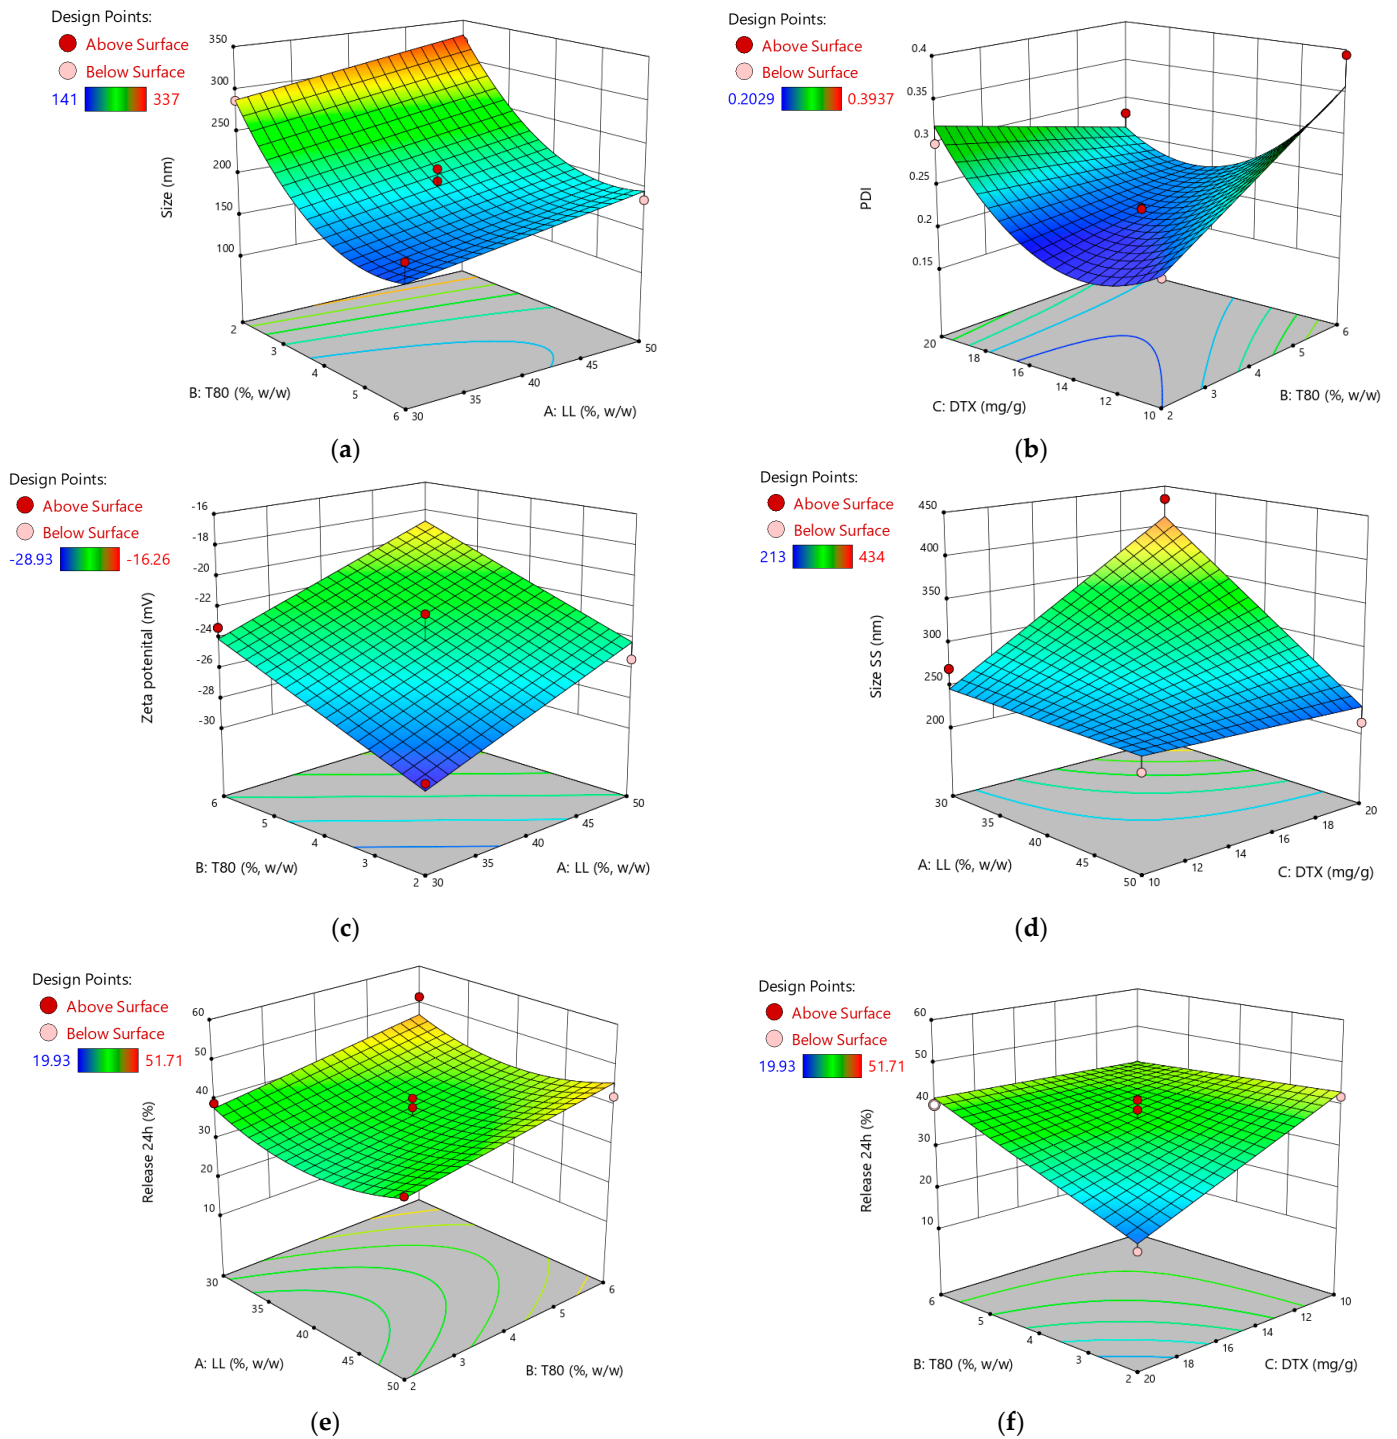 Design Points:
Above Surface
Below Surface
141 337
Size (nm)
350
300
250
200
150
100
2
3
4
5
6
30
35
40
45
50
B: T80 (%, w/w)
A: LL (%, w/w)
(a)
Design Points:
Above Surface
Below Surface
0.2029 0.3937
PDI
0.4
0.35
0.3
0.25
0.2
0.15
20
18
16
14
12
10
2
3
4
5
6
C: DTX (mg/g)
B: T80 (%, w/w)
(b)
Design Points:
Above Surface
Below Surface
-28.93 -16.26
Zeta potenital (mV)
-16
-18
-20
-22
-24
-26
-28
-30
6
5
4
3
2
30
35
40
45
50
B: T80 (%, w/w)
A: LL (%, w/w)
(c)
Design Points:
Above Surface
Below Surface
213 434
Size SS (nm)
450
400
350
300
250
200
30
35
40
45
50
10
12
14
16
18
20
A: LL (%, w/w)
C: DTX (mg/g)
(d)
Design Points:
Above Surface
Below Surface
19.93 51.71
Release 24h (%)
60
50
40
30
20
10
30
35
40
45
50
2
3
4
5
6
A: LL (%, w/w)
B: T80 (%, w/w)
(e)
Design Points:
Above Surface
Below Surface
19.93 51.71
Release 24h (%)
60
50
40
30
20
10
6
5
4
3
2
20
18
16
14
12
10
B: T80 (%, w/w)
C: DTX (mg/g)
(f)